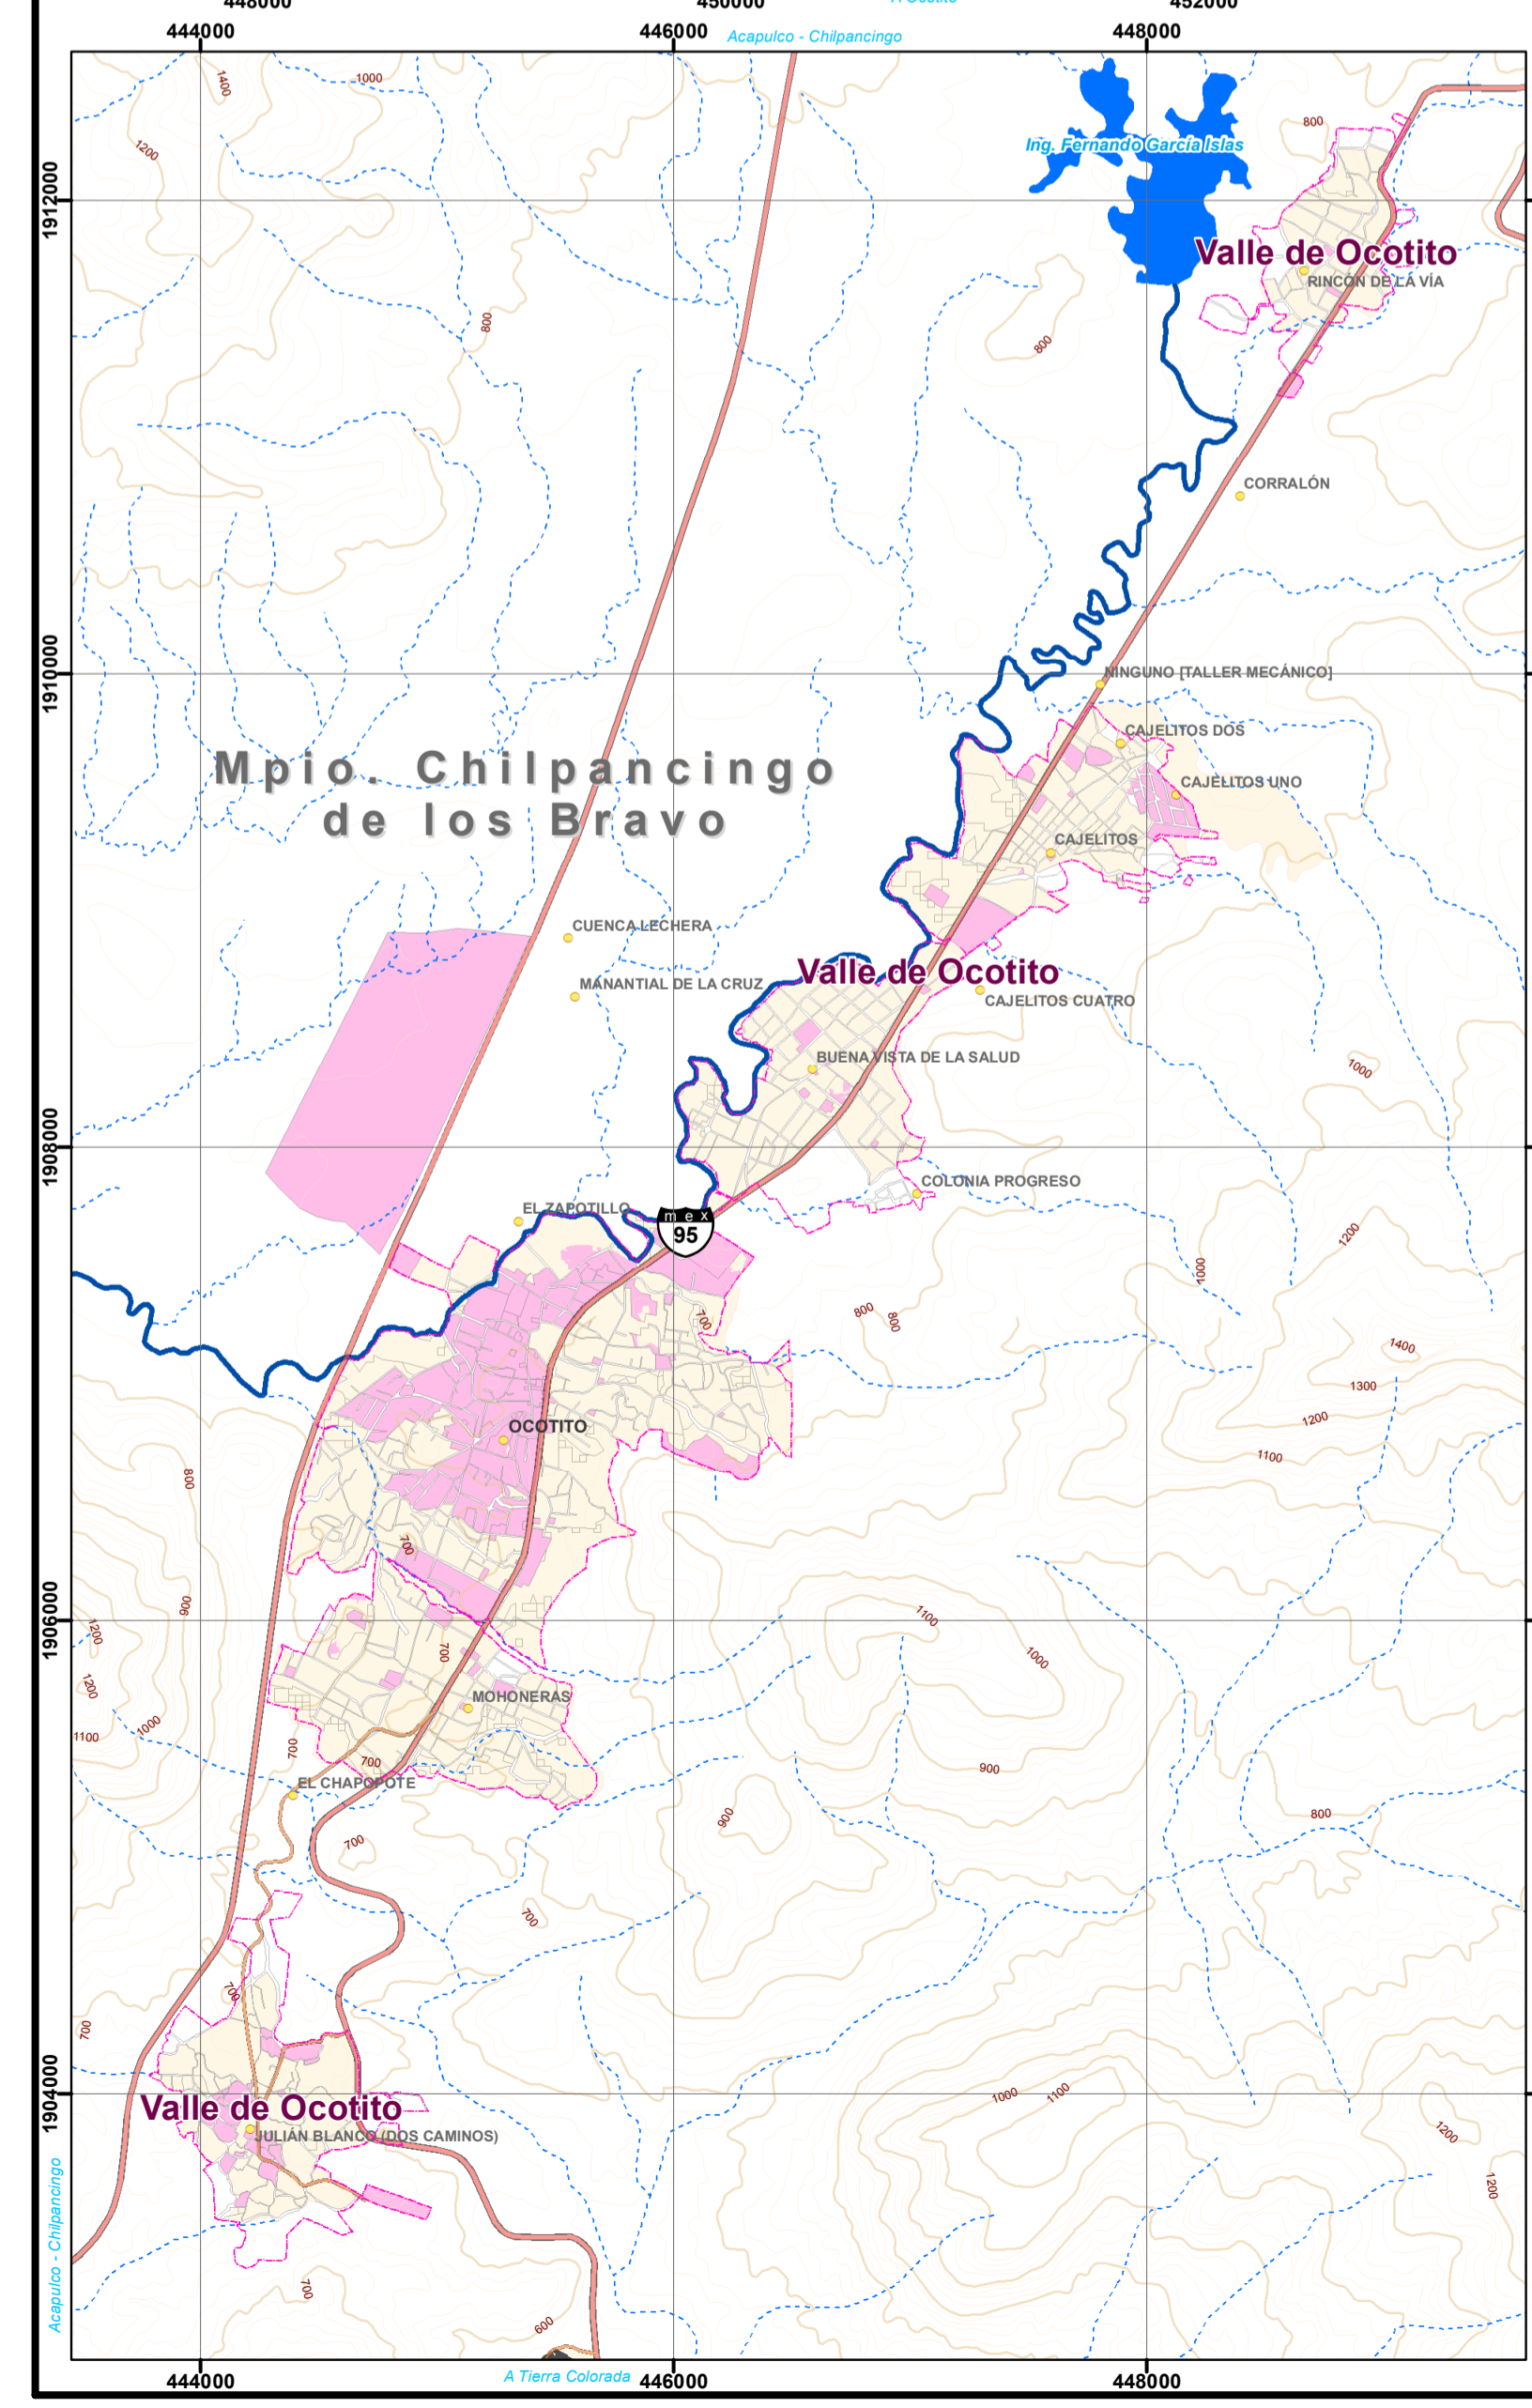 448000
450000
A Ocotito
452000
444000
446000
Acapulco - Chilpancingo
448000
1400
1000
1200
800
Ing. Fernando García Islas
1912000
Valle de Ocotito
RINCÓN DE LA VÍA
800
800
CORRALÓN
1910000
NINGUNO [TALLER MECÁNICO]
CAJELITOS DOS
Mpio. Chilpancingo
de los Bravo
CAJELITOS UNO
CAJELITOS
CUENCA LECHERA
Valle de Ocotito
MANANTIAL DE LA CRUZ
CAJELITOS CUATRO
BUENA VISTA DE LA SALUD
1000
1908000
COLONIA PROGRESO
EL ZAPOTILLO
mex
95
1200
1000
700
800
800
1400
1300
1200
OCOTITO
1100
800
700
900
1906000
1200
1100
700
1000
1200
MOHONERAS
1100
1000
700
700
900
EL CHAPOPOTE
900
800
700
700
700
700
1904000
1000
1100
Valle de Ocotito
1200
JULIÁN BLANCO (DOS CAMINOS)
1200
Acapulco - Chilpancingo
700
600
444000
A Tierra Colorada
446000
448000